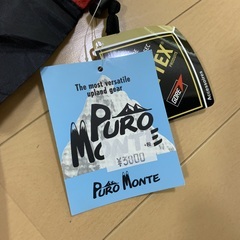 The most versatile
upland gear
PURO
MONTE
¥3000
PURO MONTE
TEX
GORE